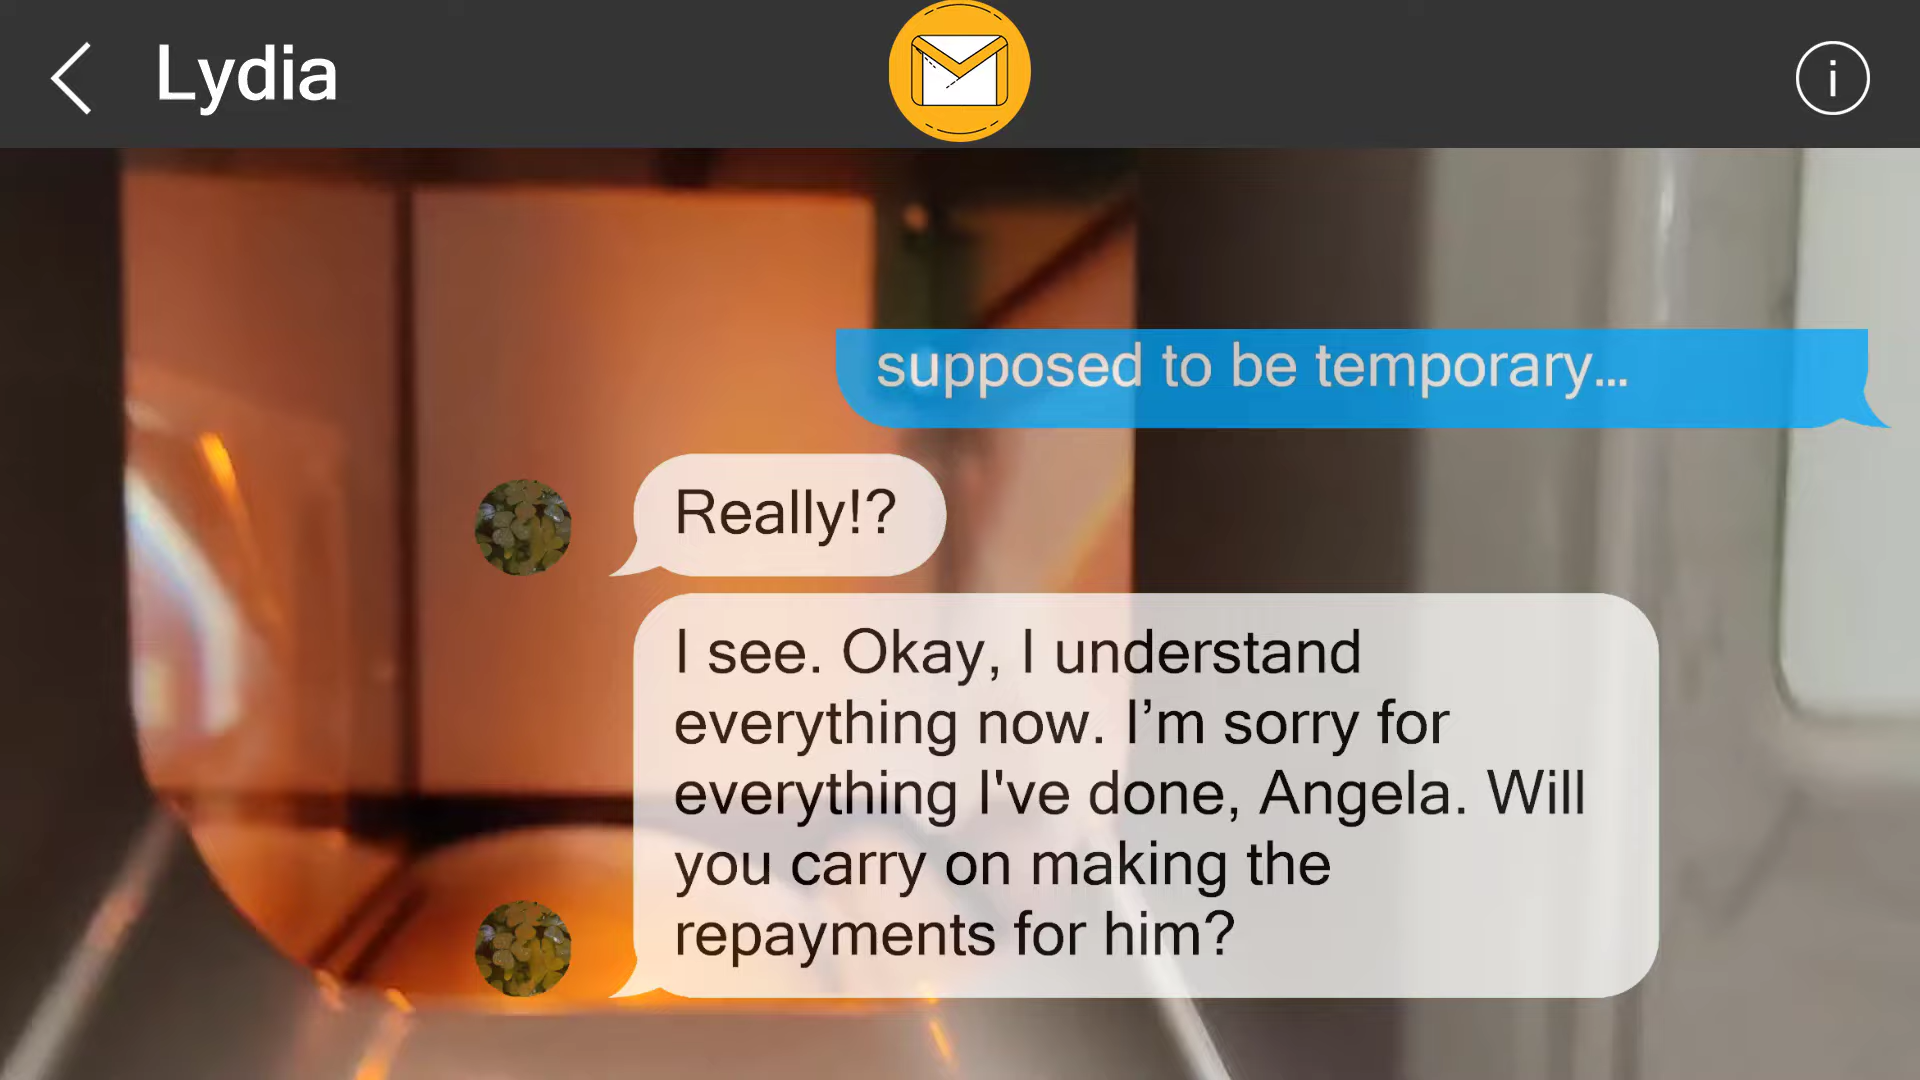 Lydia
i
supposed to be temporary...
Really!?
I see. Okay, I understand
everything now. I’m sorry for
everything I've done, Angela. Will
you carry on making the
repayments for him?